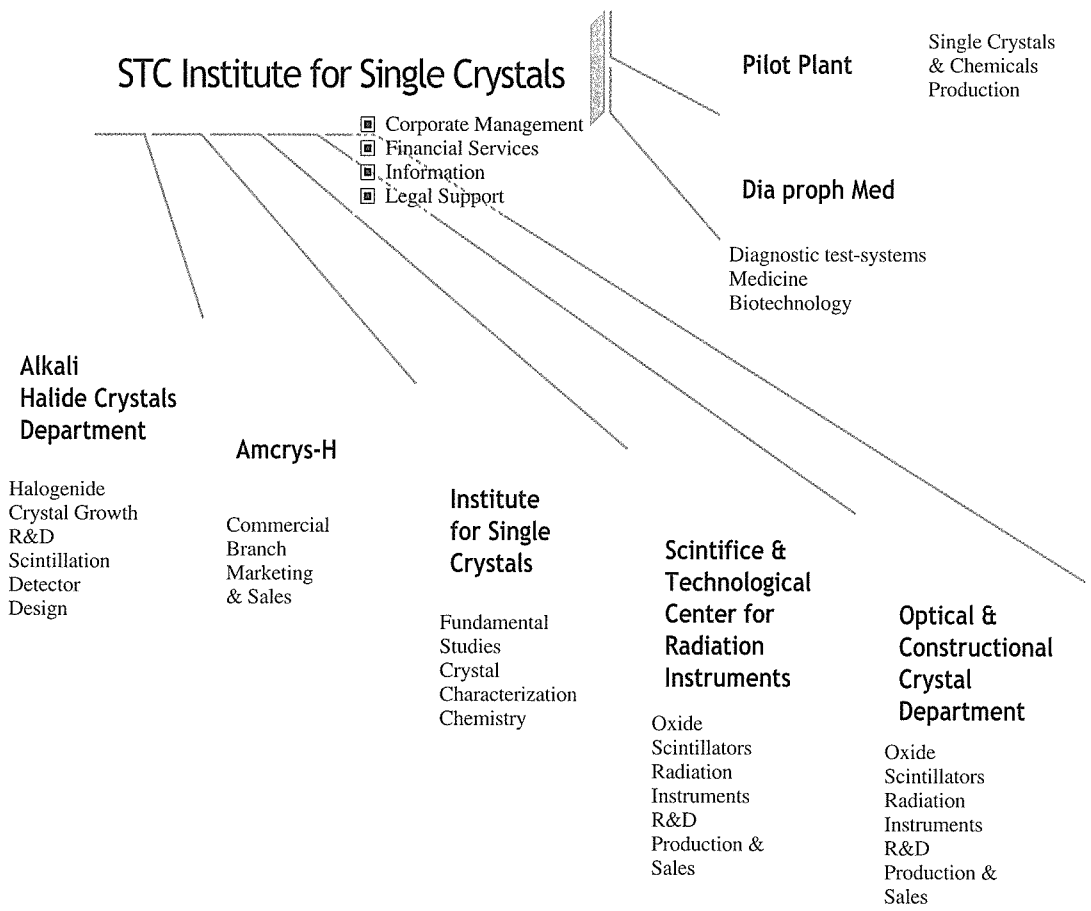 STC Institute for Single Crystals
Corporate Management
Financial Services
Information
Legal Support
Pilot Plant
Single Crystals
& Chemicals
Production
Dia proph Med
Diagnostic test-systems
Medicine
Biotechnology
Alkali
Halide Crystals
Department
Halogenide
Crystal Growth
R&D
Scintillation
Detector
Design
Amcrys-H
Commercial
Branch
Marketing
& Sales
Institute
for Single
Crystals
Fundamental
Studies
Crystal
Characterization
Chemistry
Scintifice &
Technological
Center for
Radiation
Instruments
Oxide
Scintillators
Radiation
Instruments
R&D
Production &
Sales
Optical &
Constructional
Crystal
Department
Oxide
Scintillators
Radiation
Instruments
R&D
Production &
Sales